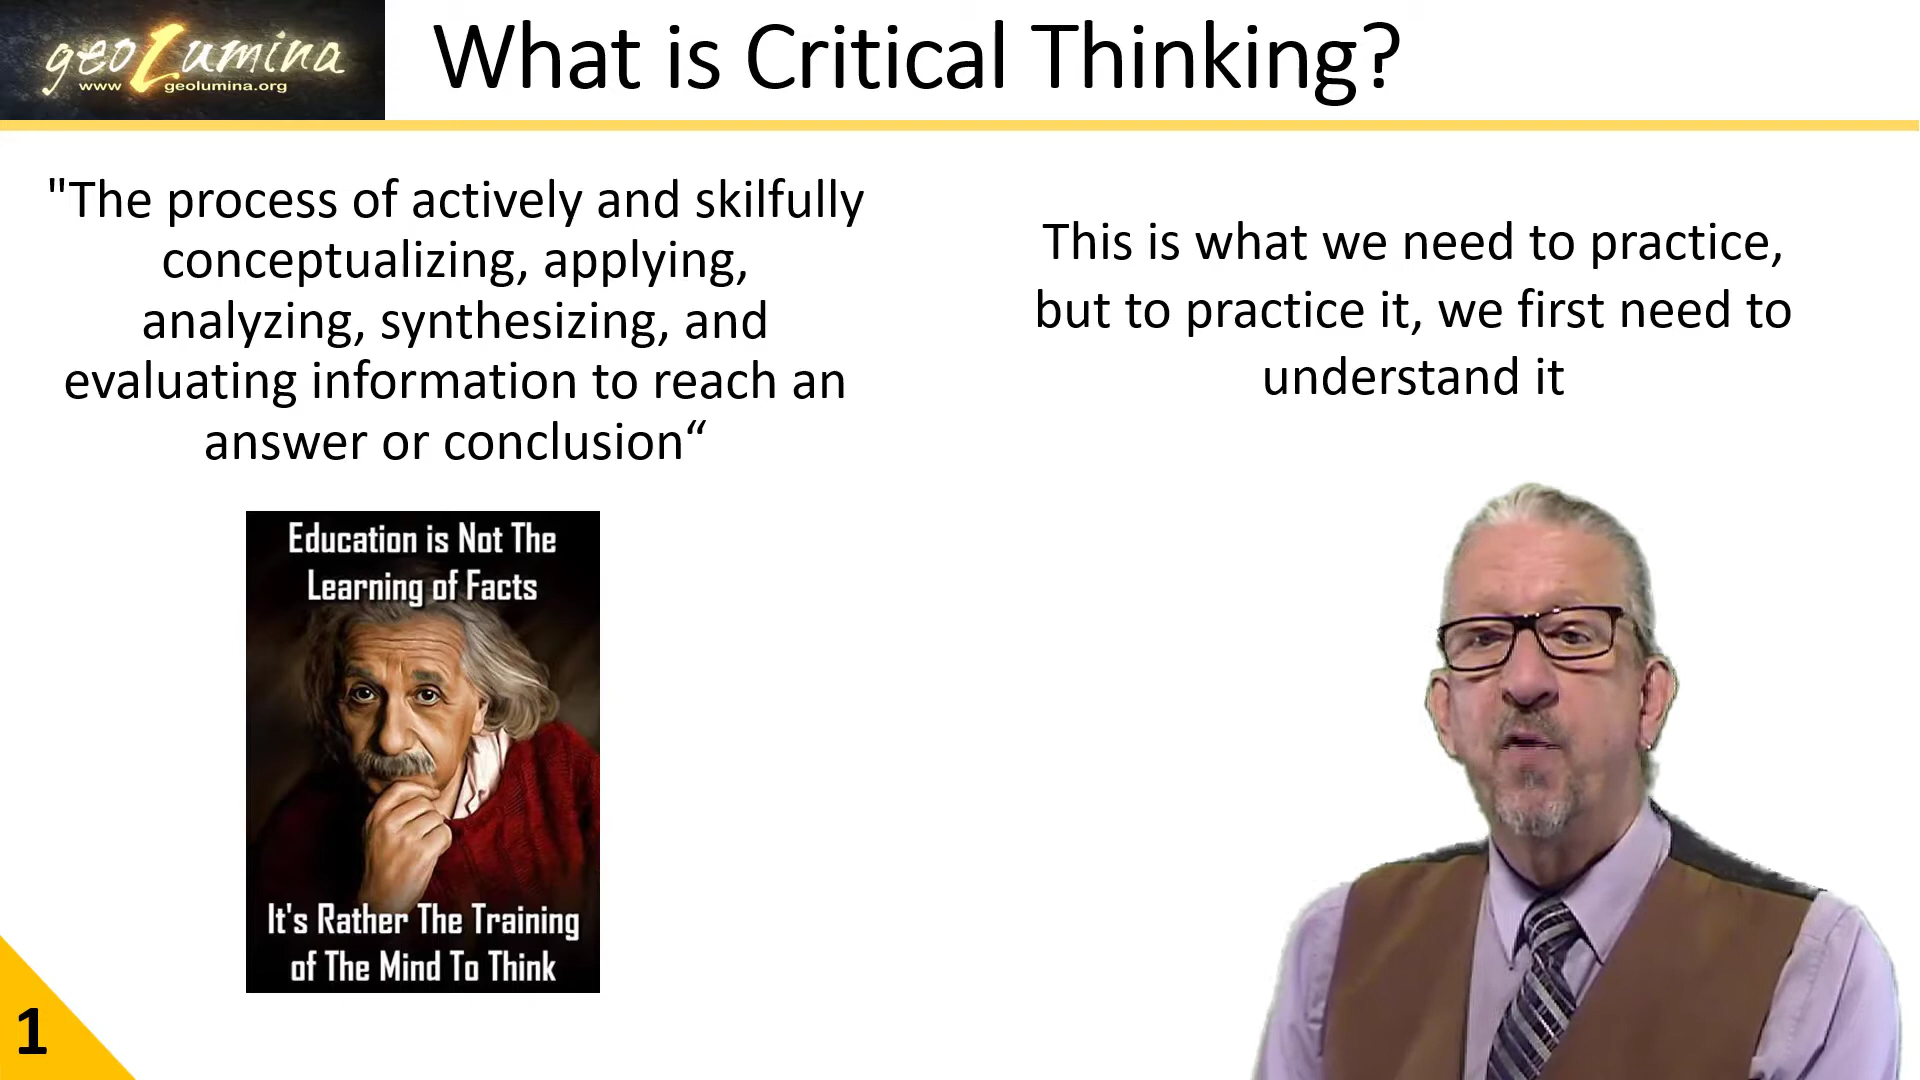 geoLumina
www geolumina.org
What is Critical Thinking?
"The process of actively and skilfully
conceptualizing, applying,
analyzing, synthesizing, and
evaluating information to reach an
answer or conclusion“
This is what we need to practice,
but to practice it, we first need to
understand it
Education is Not The
Learning of Facts
It's Rather The Training
of The Mind To Think
1